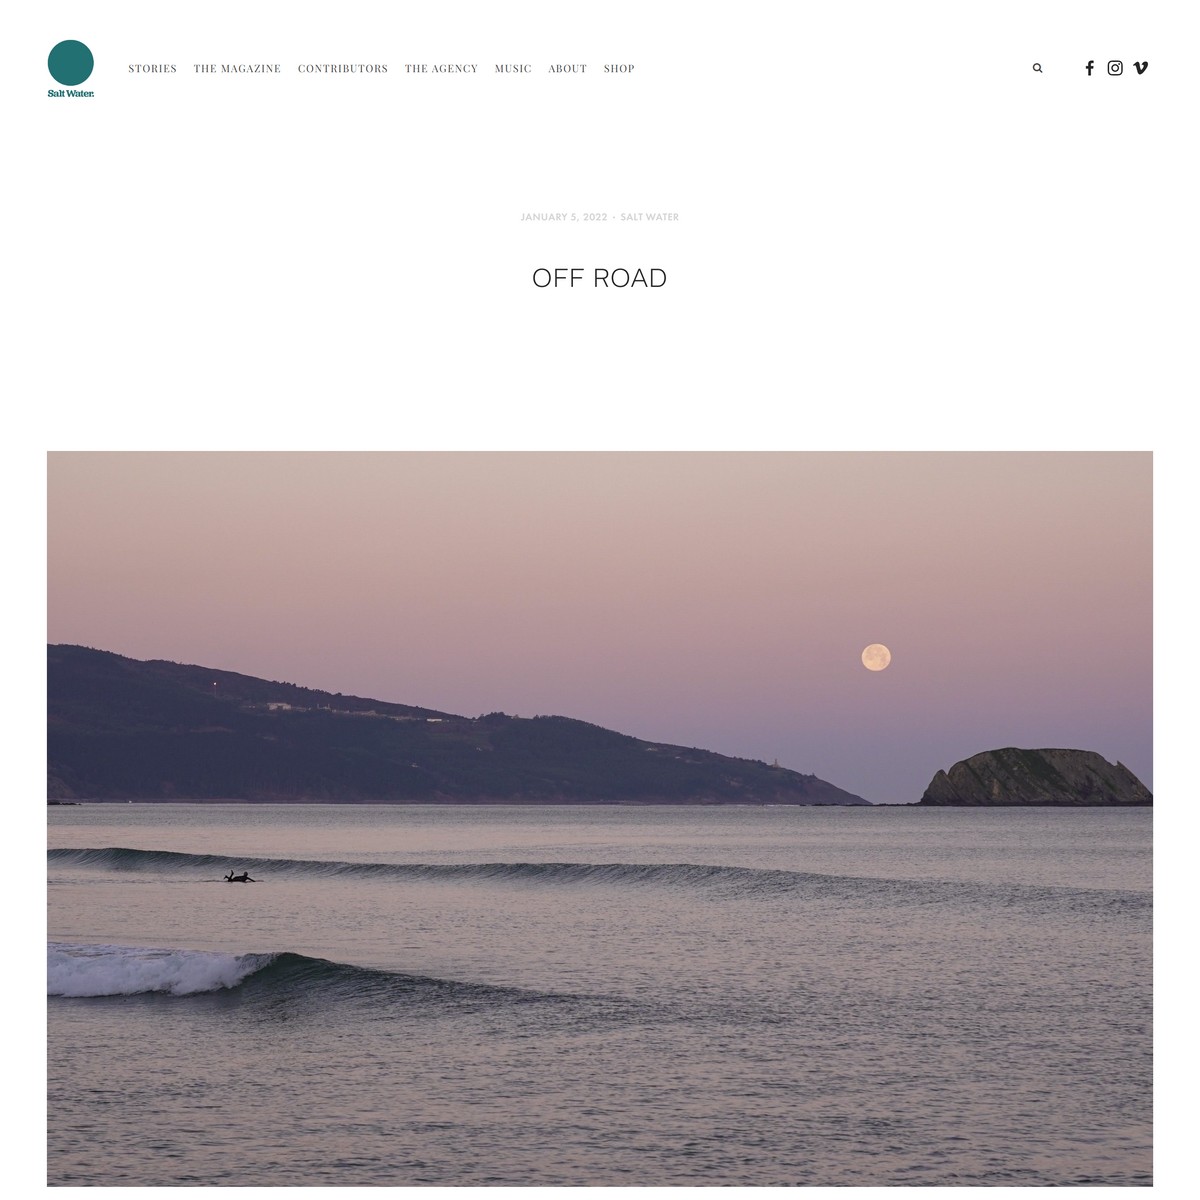 Salt Water.
STORIES THE MAGAZINE CONTRIBUTORS THE AGENCY MUSIC ABOUT SHOP
JANUARY 5, 2022 · SALT WATER
OFF ROAD